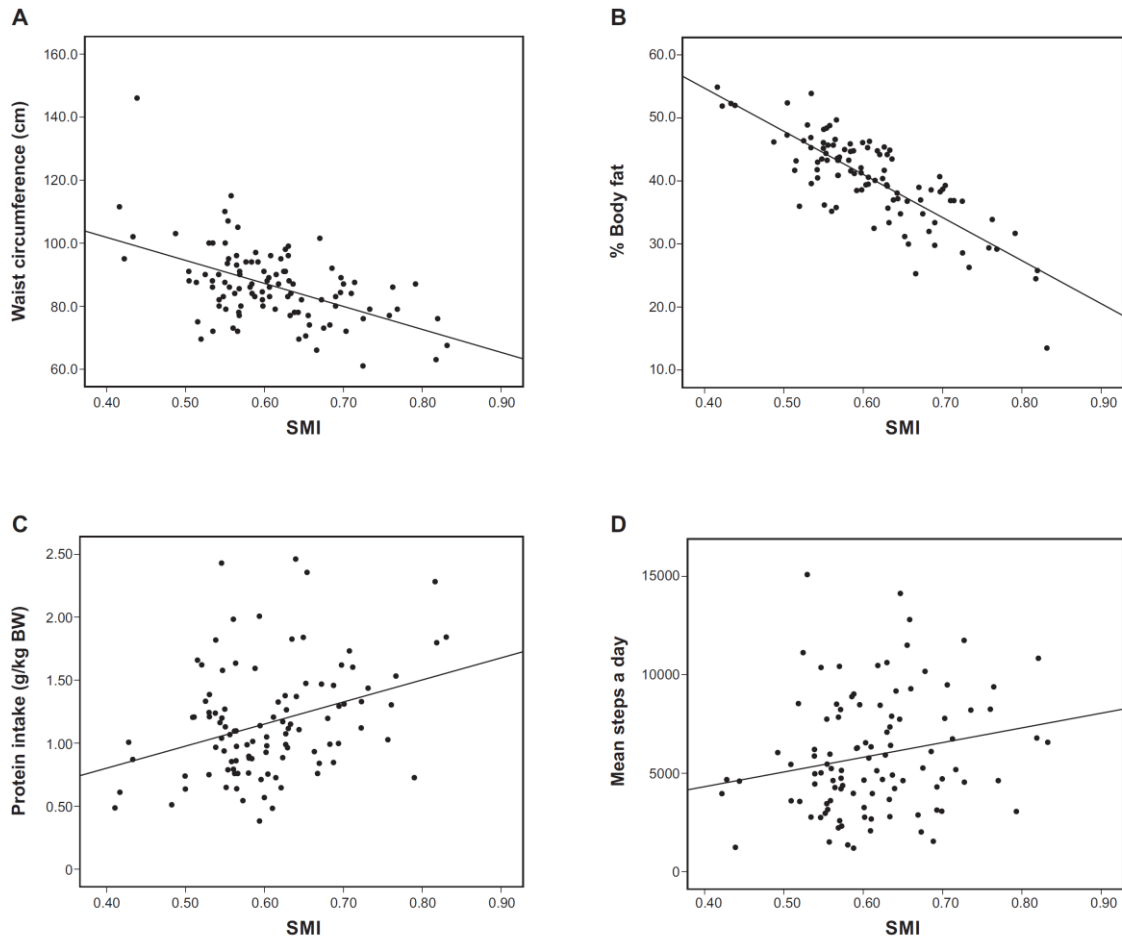 A
160.0
140.0
120.0
100.0
80.0
60.0
Waist circumference (cm)
0.40 0.50 0.60 0.70 0.80 0.90
SMI
B
60.0
50.0
40.0
30.0
20.0
10.0
% Body fat
0.40 0.50 0.60 0.70 0.80 0.90
SMI
C
2.50
2.00
1.50
1.00
0.50
0
Protein intake (g/kg BW)
0.40 0.50 0.60 0.70 0.80 0.90
SMI
D
15000
10000
5000
0
Mean steps a day
0.40 0.50 0.60 0.70 0.80 0.90
SMI